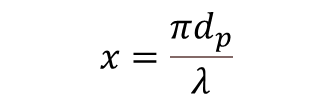 x = πd_p / λ